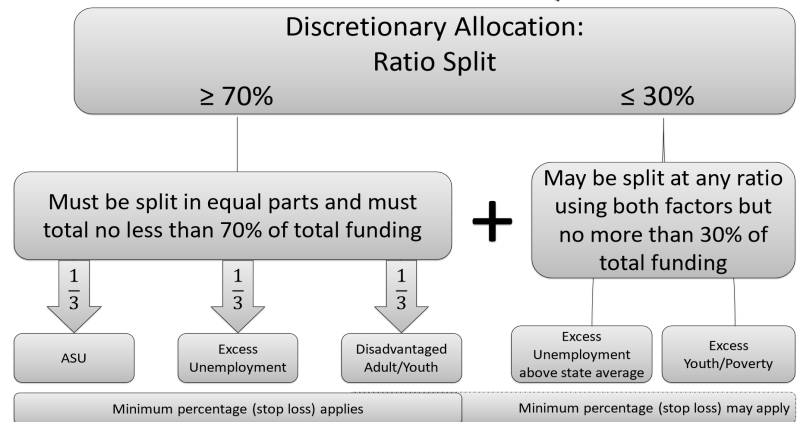 Discretionary Allocation:
Ratio Split
≥ 70%
≤ 30%
Must be split in equal parts and must
total no less than 70% of total funding
+
May be split at any ratio
using both factors but
no more than 30% of
total funding
1/3
1/3
1/3
ASU
Excess
Unemployment
Disadvantaged
Adult/Youth
Excess
Unemployment
above state average
Excess
Youth/Poverty
Minimum percentage (stop loss) applies
Minimum percentage (stop loss) may apply